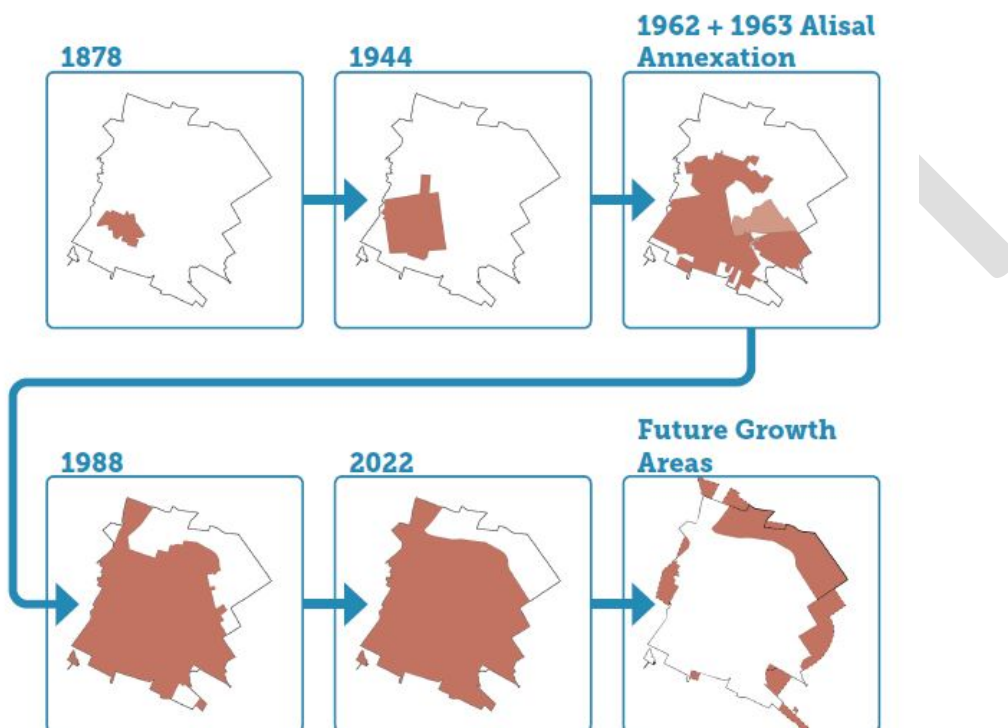 1878
1944
1962 + 1963 Alisal
Annexation
1988
2022
Future Growth
Areas